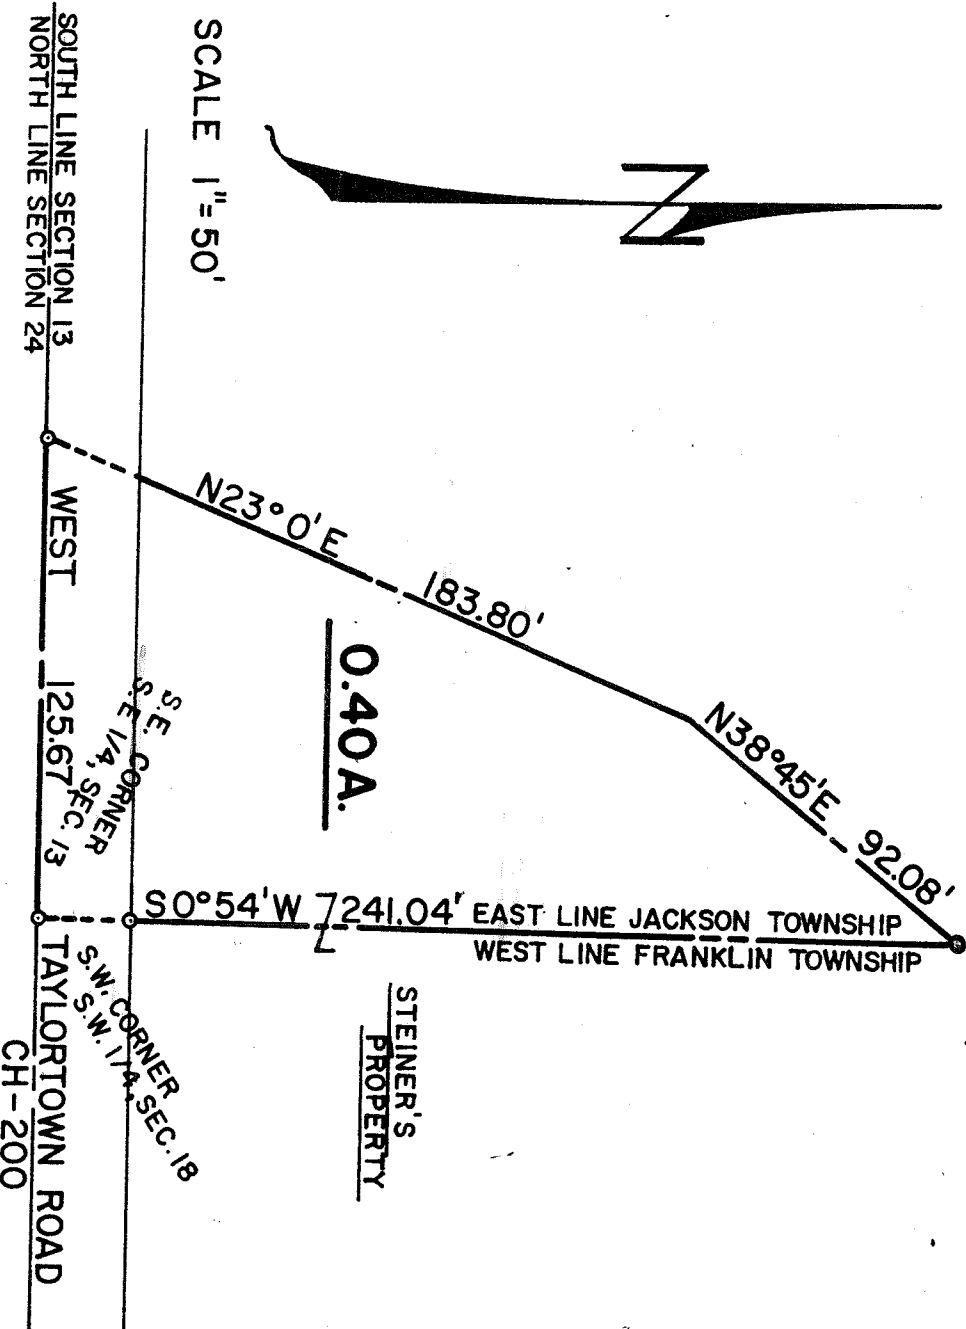 SCALE 1"=50'
N
SOUTH LINE SECTION 13
NORTH LINE SECTION 24
N23°0'E 183.80'
N38°45'E 92.08'
0.40A.
WEST 125.67'
S.E. CORNER
S.E 1/4, SEC. 13
S0°54'W 241.04'
EAST LINE JACKSON TOWNSHIP
WEST LINE FRANKLIN TOWNSHIP
S.W. CORNER
S.W. 1/4, SEC. 18
STEINER'S
PROPERTY
TAYLORTOWN ROAD
CH-200